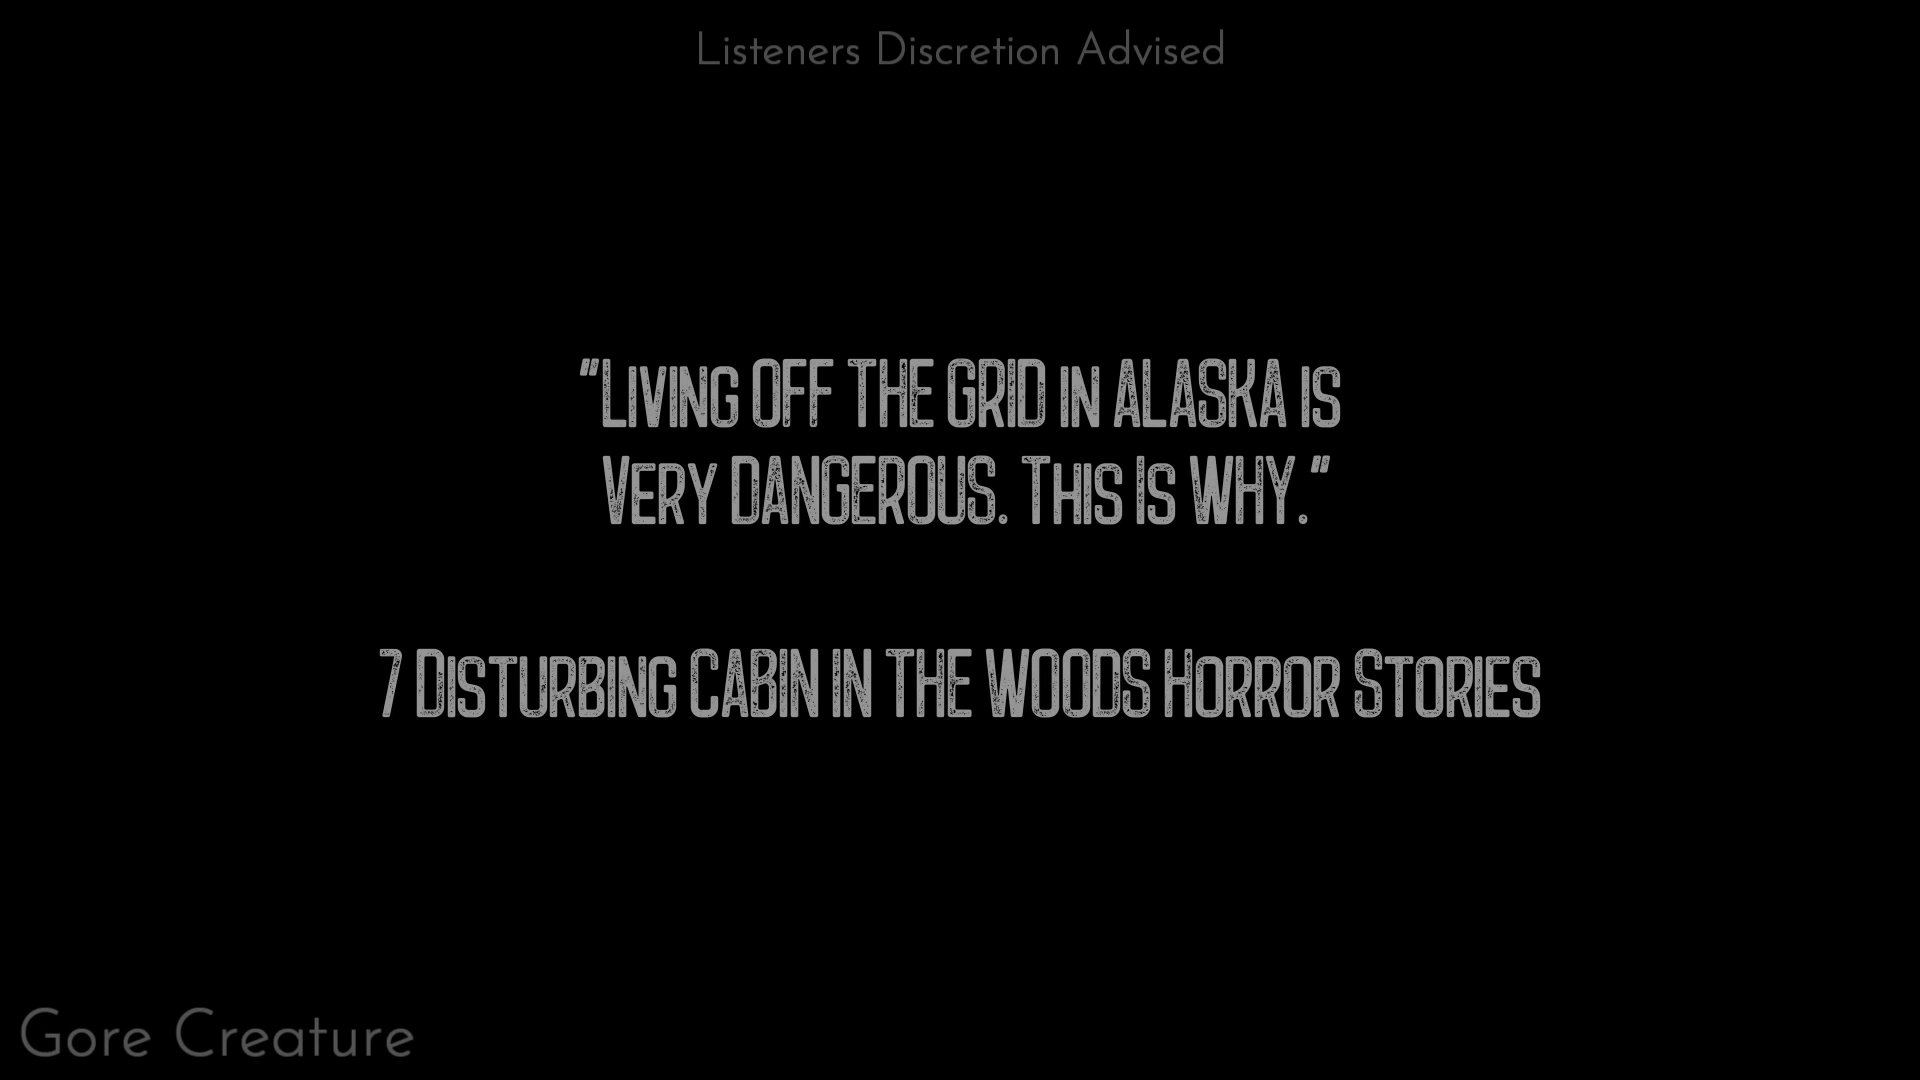 Listeners Discretion Advised
"Living OFF THE GRID in ALASKA is
Very DANGEROUS. This Is WHY."
7 Disturbing CABIN IN THE WOODS Horror Stories
Gore Creature